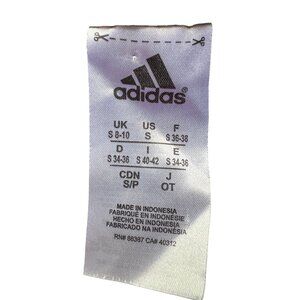 adidas®
UK US F
S 8-10 S S 36-38
D I E
S 34-36 S 40-42 S 34-36
CDN J
S/P OT
MADE IN INDONESIA
FABRIQUÉ EN INDONESIE
HECHO EN INDONESIA
FABRICADO NA INDONESIA
RN# 88387 CA# 40312